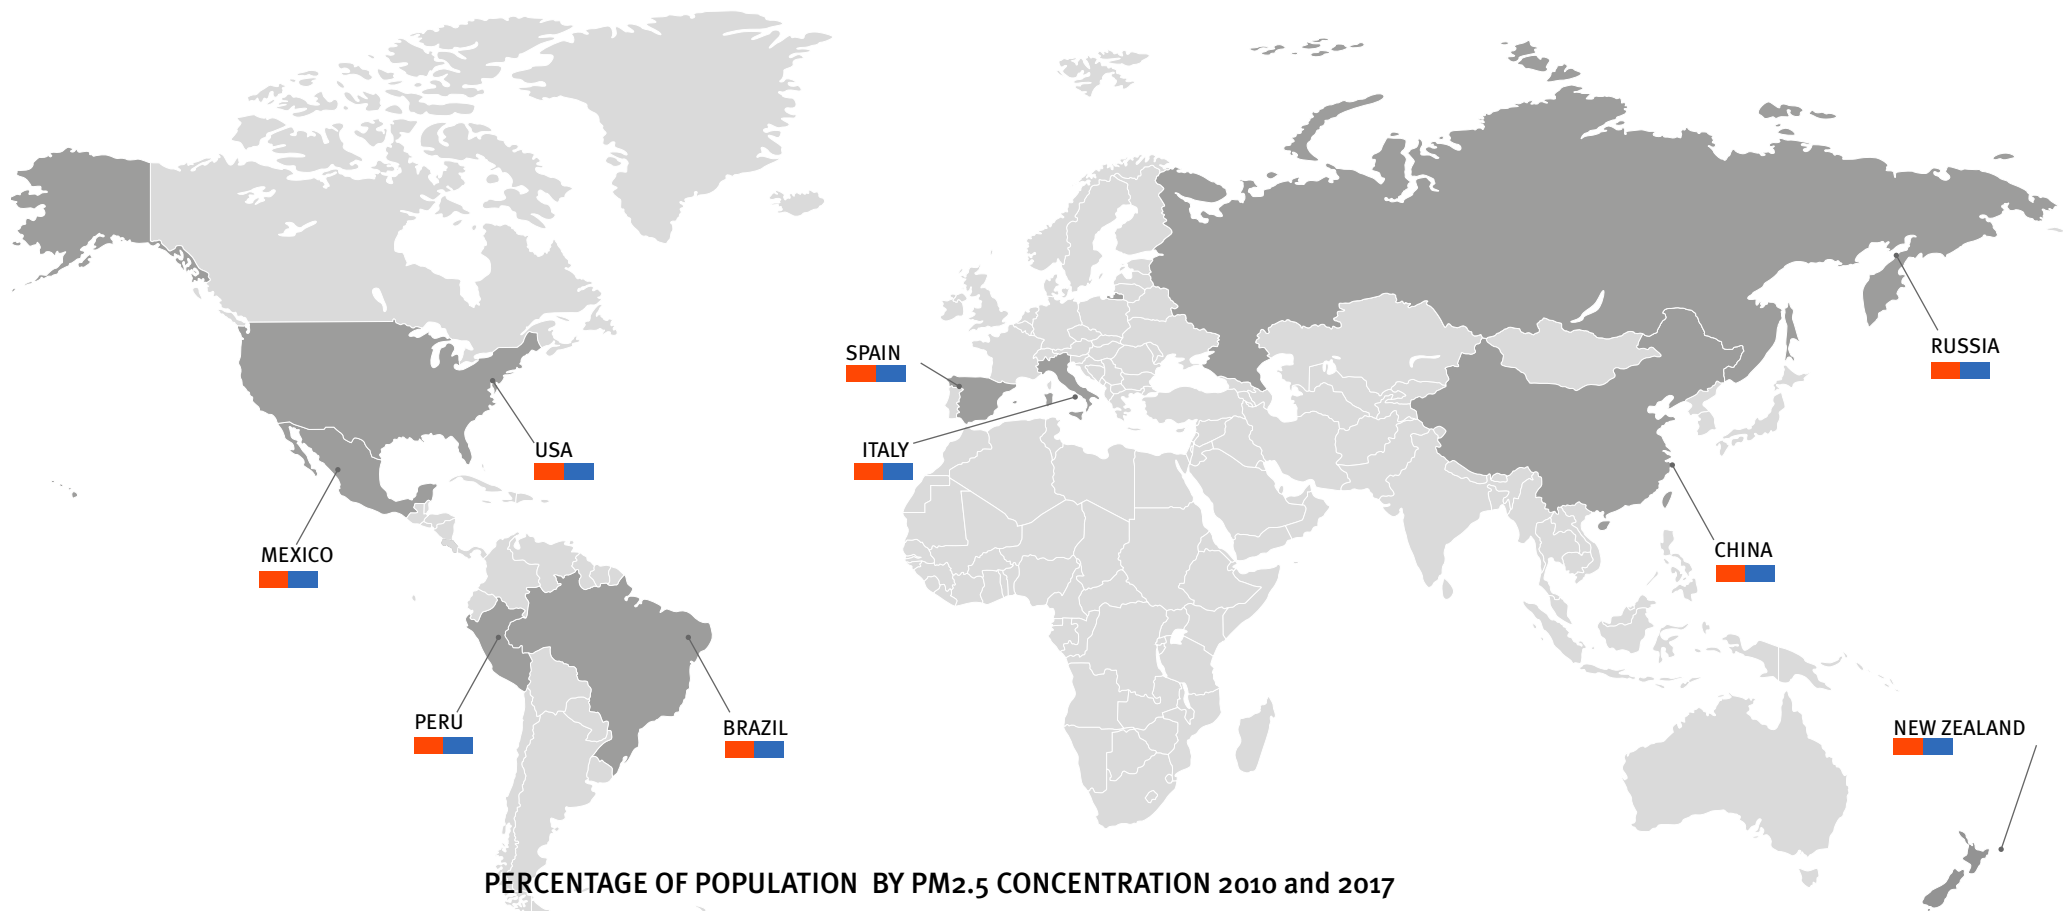 SPAIN
RUSSIA
USA
ITALY
MEXICO
CHINA
PERU
BRAZIL
NEW ZEALAND
PERCENTAGE OF POPULATION BY PM2.5 CONCENTRATION 2010 and 2017